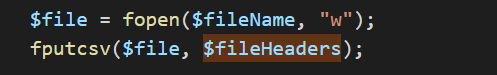 $file = fopen($fileName, "w");
fputcsv($file, $fileHeaders);